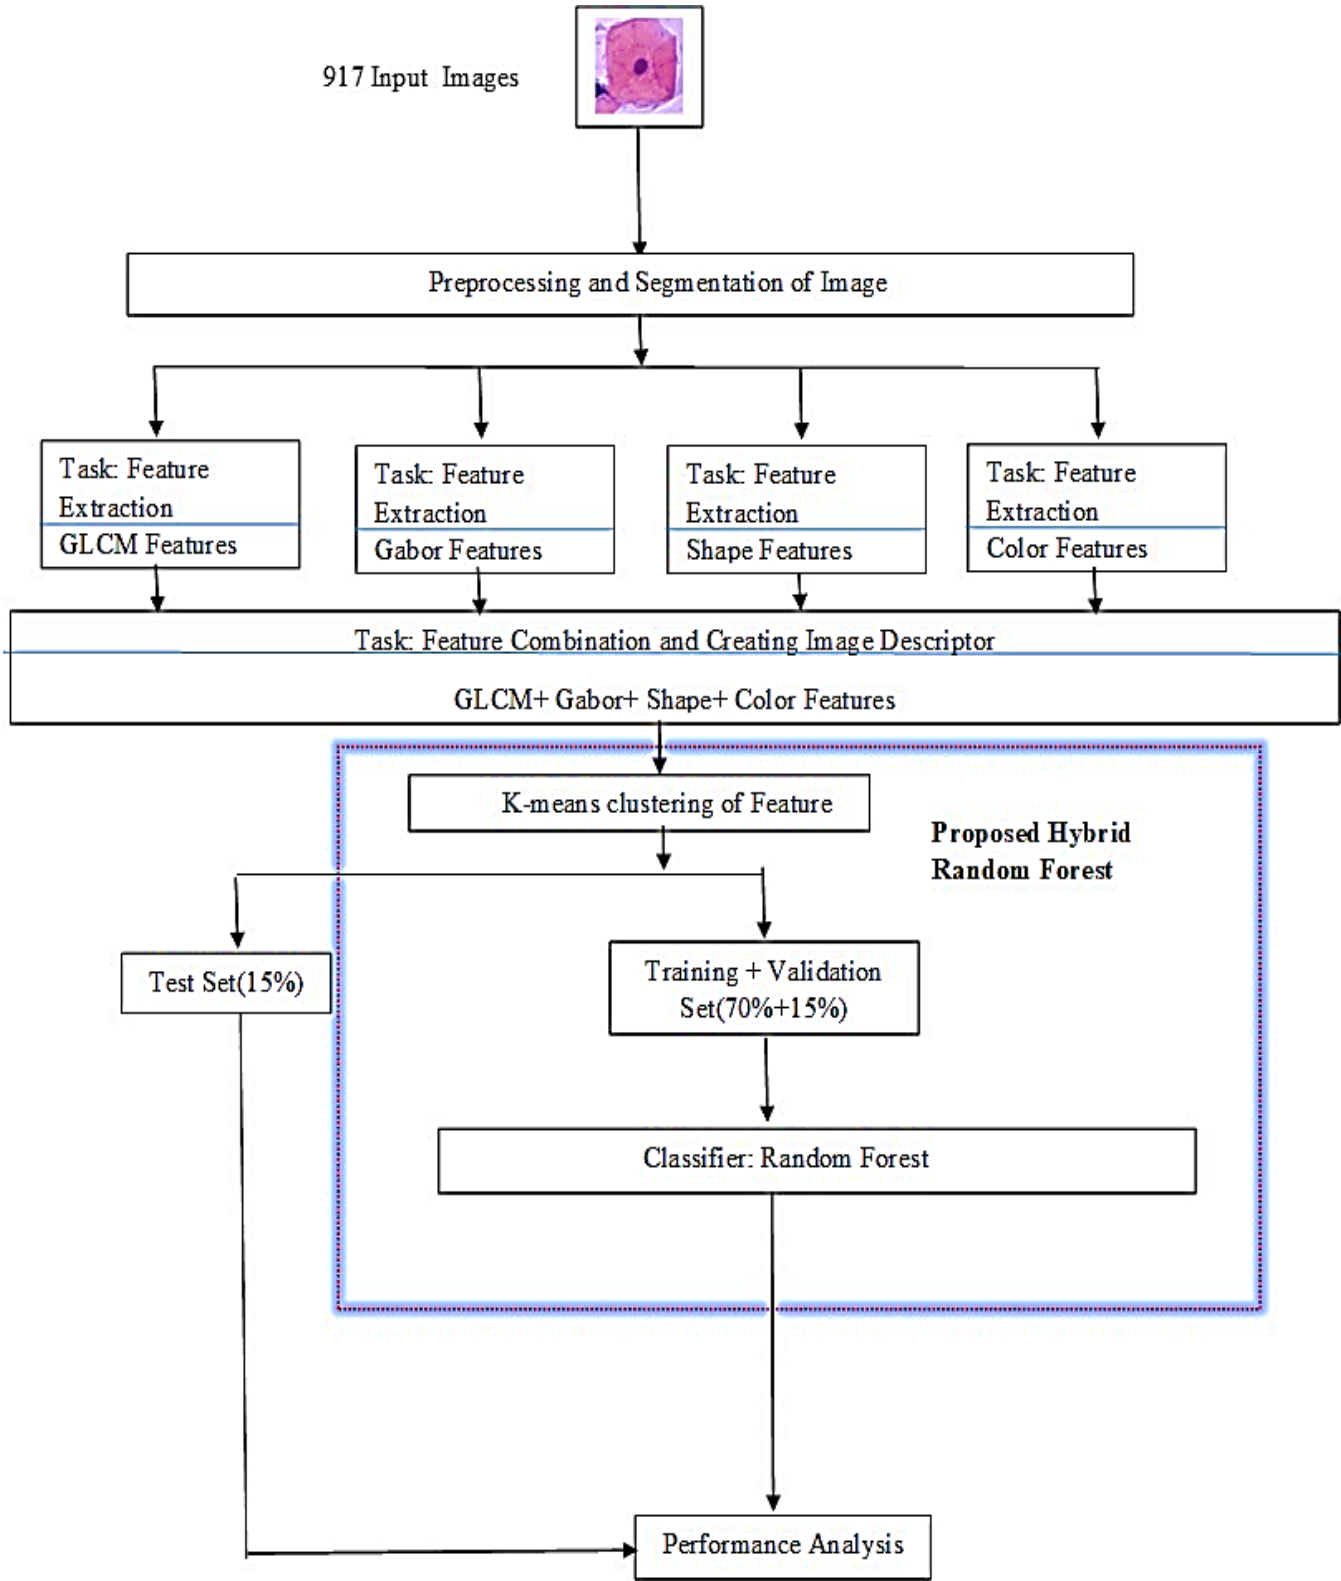 917 Input Images
Preprocessing and Segmentation of Image
Task: Feature
Extraction
GLCM Features
Task: Feature
Extraction
Gabor Features
Task: Feature
Extraction
Shape Features
Task: Feature
Extraction
Color Features
Task: Feature Combination and Creating Image Descriptor
GLCM+ Gabor+ Shape+ Color Features
K-means clustering of Feature
Proposed Hybrid
Random Forest
Test Set(15%)
Training + Validation
Set(70%+15%)
Classifier: Random Forest
Performance Analysis